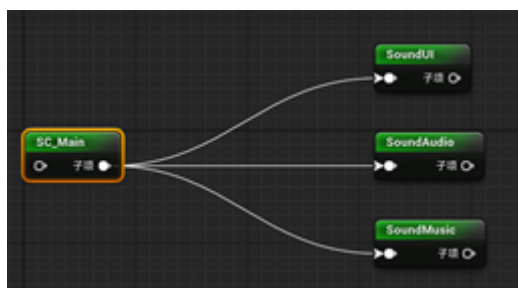 SoundUI
子项
SC_Main
子项
SoundAudio
子项
SoundMusic
子项